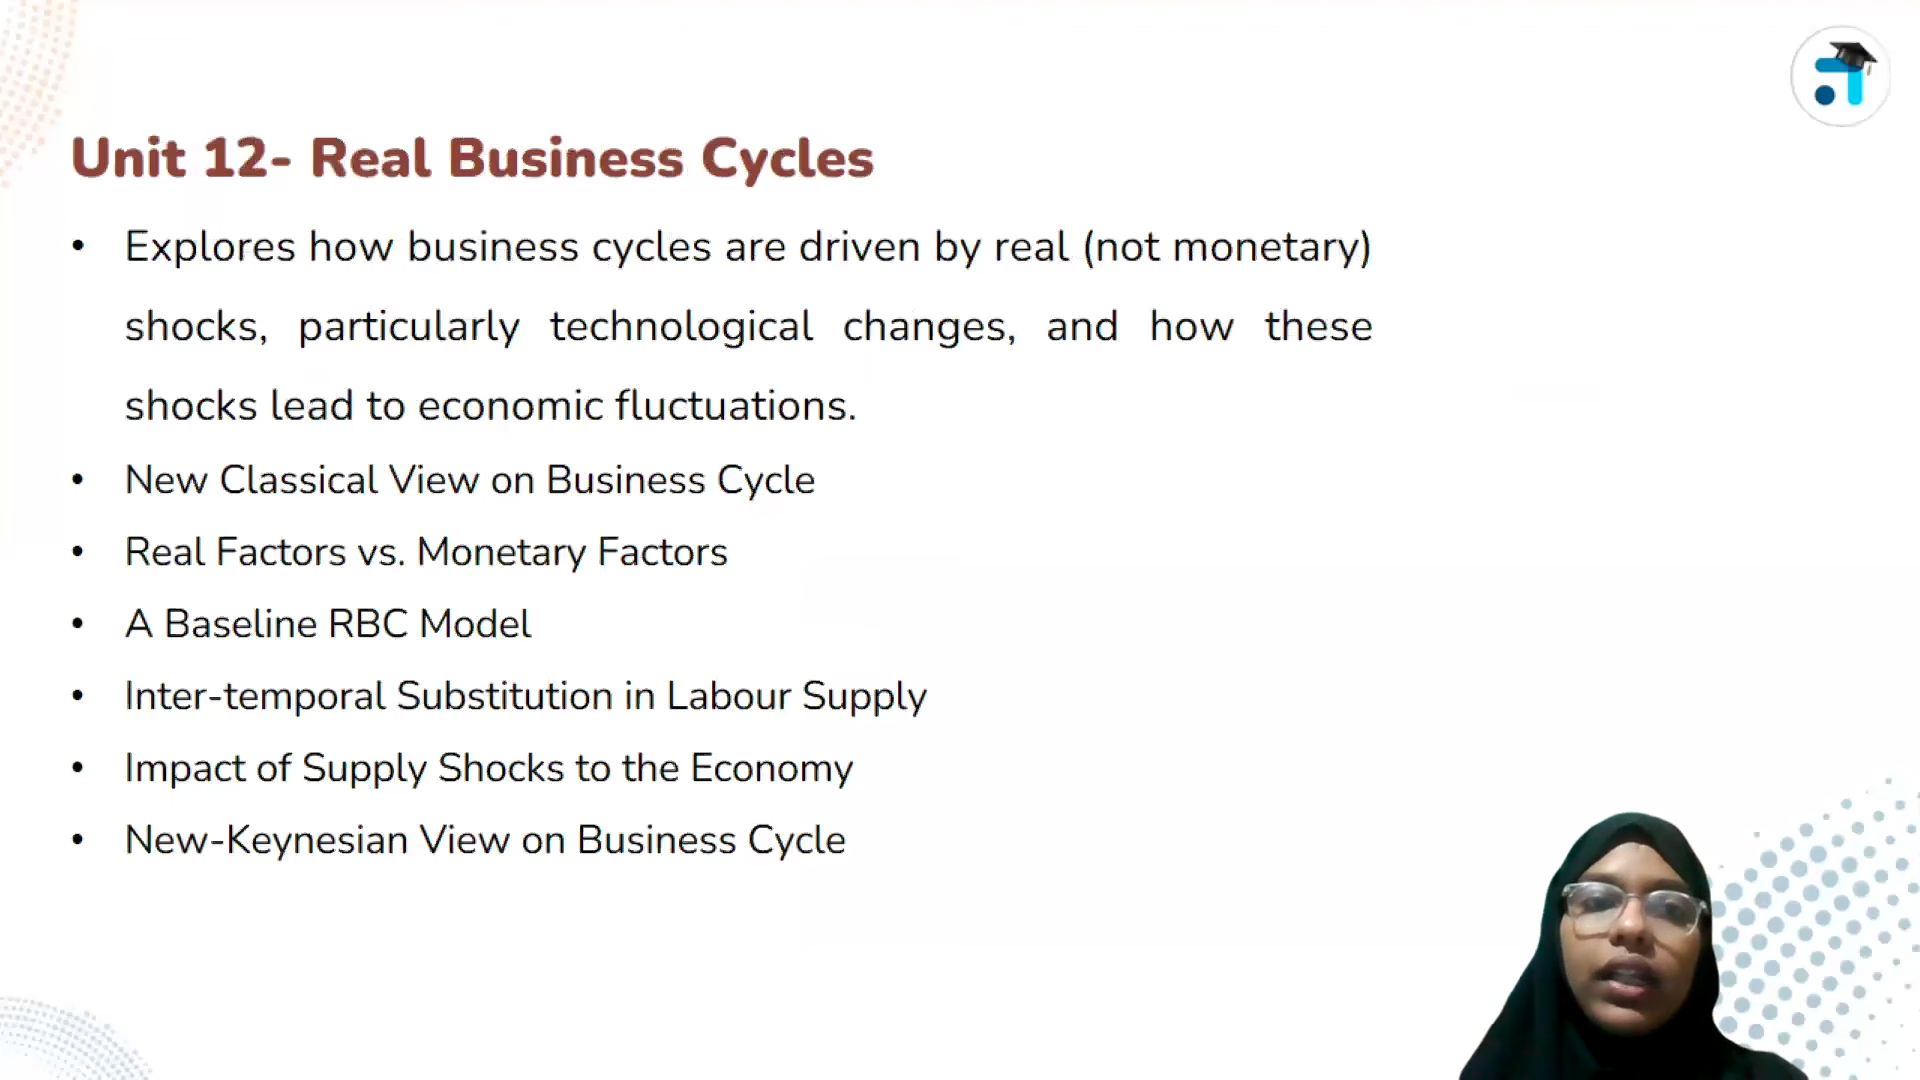 Unit 12- Real Business Cycles
• Explores how business cycles are driven by real (not monetary)
shocks, particularly technological changes, and how these
shocks lead to economic fluctuations.
• New Classical View on Business Cycle
• Real Factors vs. Monetary Factors
• A Baseline RBC Model
• Inter-temporal Substitution in Labour Supply
• Impact of Supply Shocks to the Economy
• New-Keynesian View on Business Cycle